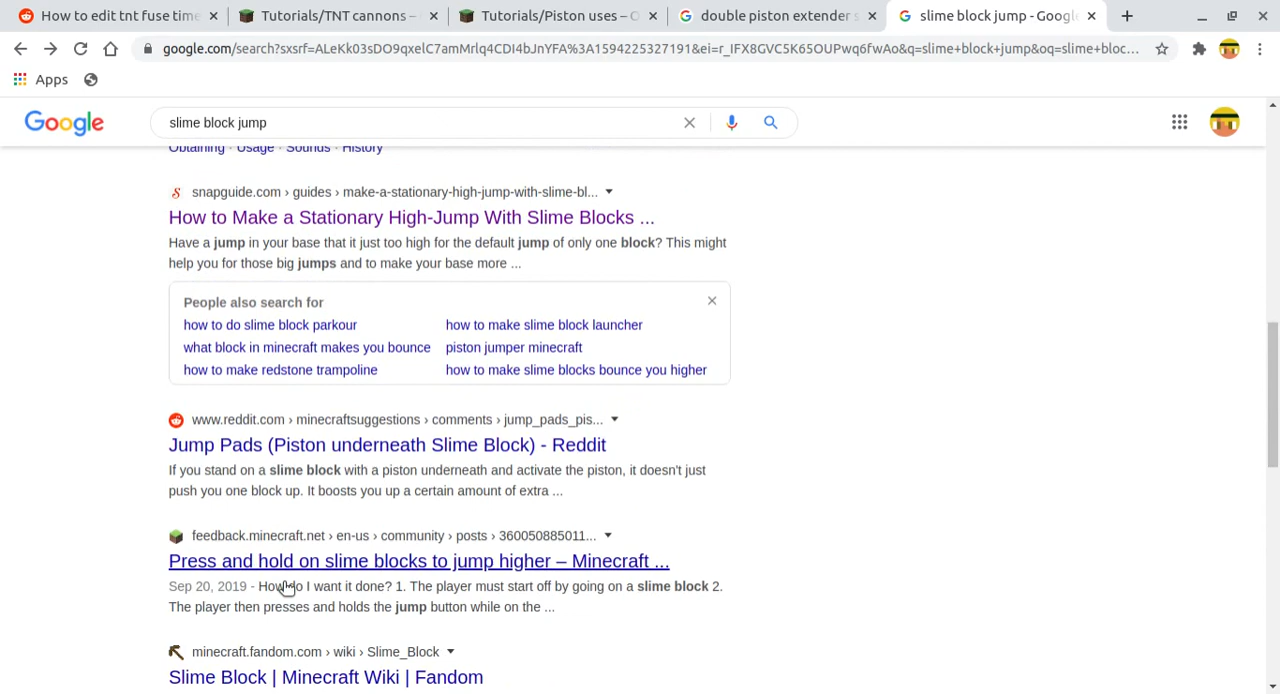 How to edit tnt fuse time
Tutorials/TNT cannons –
Tutorials/Piston uses – O
double piston extender s
slime block jump - Google
google.com/search?sxsrf=ALeKk03sDO9qxelC7amMrlq4CDI4bJnYFA%3A1594225327191&ei=r_IFX8GVC5K65OUPwq6fwAo&q=slime+block+jump&oq=slime+bloc...
Apps
Google
slime block jump
Obtaining · Usage · Sounds · History
snapguide.com › guides › make-a-stationary-high-jump-with-slime-bl...
How to Make a Stationary High-Jump With Slime Blocks ...
Have a jump in your base that it just too high for the default jump of only one block? This might
help you for those big jumps and to make your base more ...
People also search for
how to do slime block parkour
how to make slime block launcher
what block in minecraft makes you bounce
piston jumper minecraft
how to make redstone trampoline
how to make slime blocks bounce you higher
www.reddit.com › minecraftsuggestions › comments › jump_pads_pis...
Jump Pads (Piston underneath Slime Block) - Reddit
If you stand on a slime block with a piston underneath and activate the piston, it doesn't just
push you one block up. It boosts you up a certain amount of extra ...
feedback.minecraft.net › en-us › community › posts › 360050885011...
Press and hold on slime blocks to jump higher – Minecraft ...
Sep 20, 2019 - How do I want it done? 1. The player must start off by going on a slime block 2.
The player then presses and holds the jump button while on the ...
minecraft.fandom.com › wiki › Slime_Block
Slime Block | Minecraft Wiki | Fandom